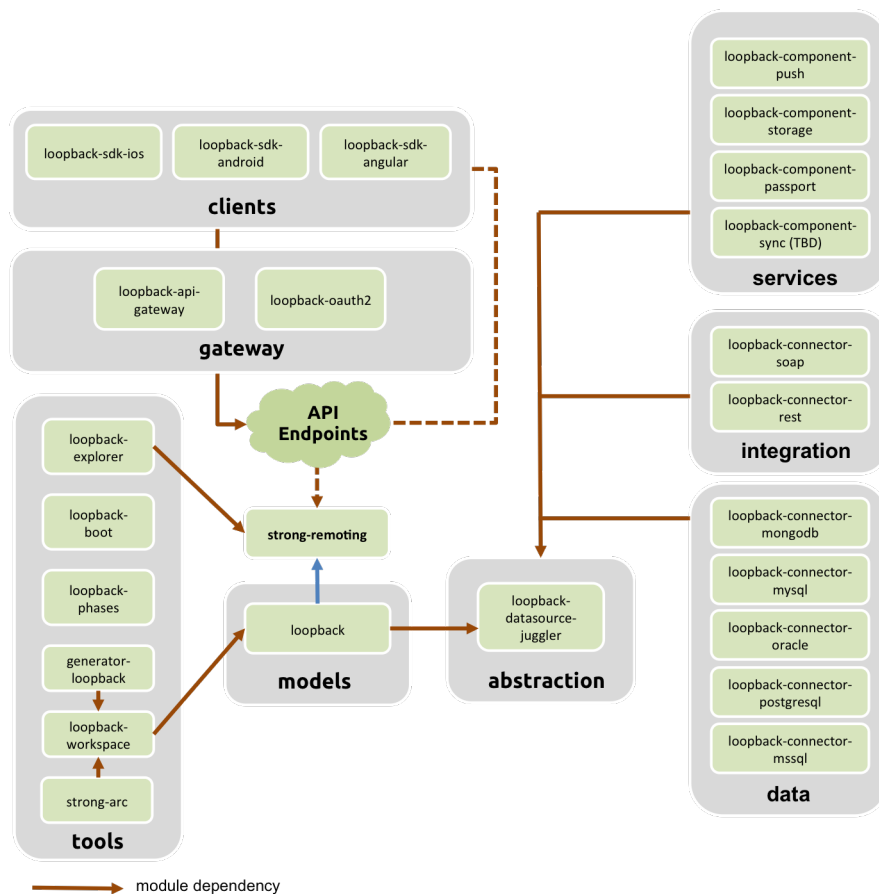 loopback-sdk-ios
loopback-sdk-
android
loopback-sdk-
angular
clients
loopback-api-
gateway
loopback-oauth2
gateway
API
Endpoints
strong-remoting
loopback
models
loopback-
explorer
loopback-
boot
loopback-
phases
generator-
loopback
loopback-
workspace
strong-arc
tools
loopback-
datasource-
juggler
abstraction
loopback-component-
push
loopback-component-
storage
loopback-component-
passport
loopback-component-
sync (TBD)
services
loopback-connector-
soap
loopback-connector-
rest
integration
loopback-connector-
mongodb
loopback-connector-
mysql
loopback-connector-
oracle
loopback-connector-
postgresql
loopback-connector-
mssql
data
module dependency